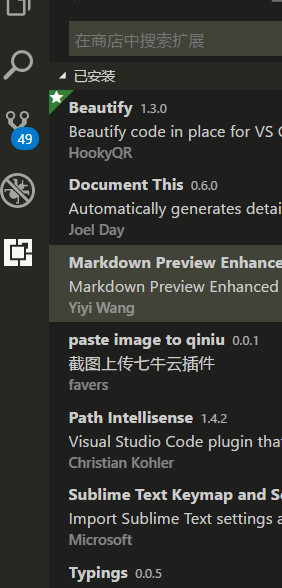 在商店中搜索扩展
已安装
Beautify 1.3.0
Beautify code in place for VS
HookyQR
Document This 0.6.0
Automatically generates detai
Joel Day
Markdown Preview Enhance
Markdown Preview Enhanced
Yiyi Wang
49
paste image to qiniu 0.0.1
截图上传七牛云插件
favers
Path Intellisense 1.4.2
Visual Studio Code plugin tha
Christian Kohler
Sublime Text Keymap and Se
Import Sublime Text settings a
Microsoft
Typings 0.0.5